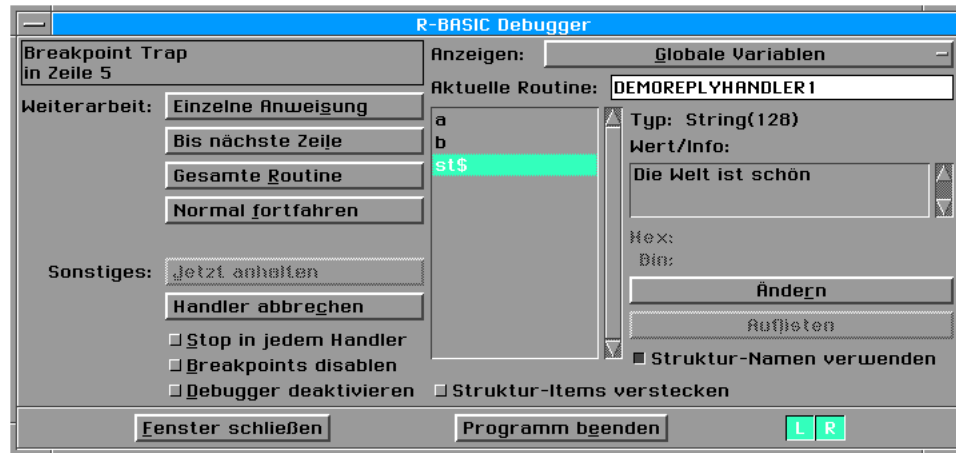 R-BASIC Debugger
Breakpoint Trap
in Zeile 5
Weiterarbeit:
Einzelne Anweisung
Bis nächste Zeile
Gesamte Routine
Normal fortfahren
Sonstiges:
Jetzt anhalten
Handler abbrechen
Stop in jedem Handler
Breakpoints disablen
Debugger deaktivieren
Anzeigen:
Globale Variablen
Aktuelle Routine:
DEMOREPLYHANDLER1
a
b
st$
Typ: String(128)
Wert/Info:
Die Welt ist schön
Hex:
Bin:
Ändern
Auflisten
Struktur-Namen verwenden
Struktur-Items verstecken
Fenster schließen
Programm beenden
L R